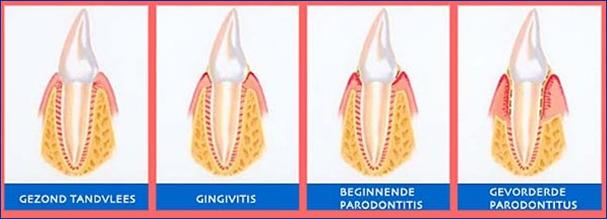 GEZOND TANDVLEES
GINGIVITIS
BEGINNENDE
PARODONTITIS
GEVORDERDE
PARODONTITUS